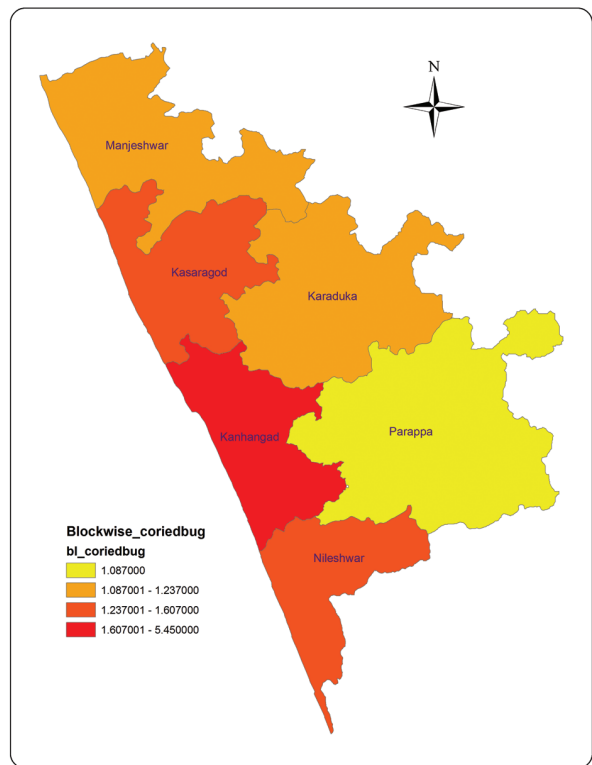 N
Manjeshwar
Kasaragod
Karaduka
Kanhangad
Parappa
Nileshwar
Blockwise_coriedbug
bl_coriedbug
1.087000
1.087001 - 1.237000
1.237001 - 1.607000
1.607001 - 5.450000